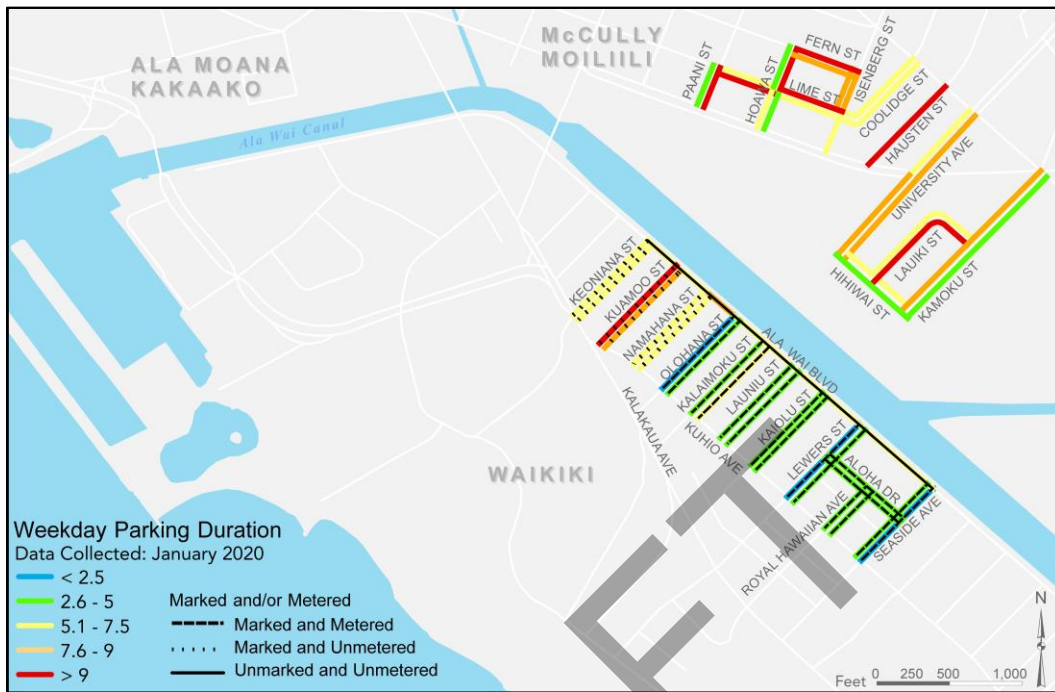 ALA MOANA
KAKAAKO
McCULLY
MOILIILI
PAANI ST
HOAWA ST
FERN ST
LIME ST
ISENBERG ST
COOLIDGE ST
HAUSTEN ST
UNIVERSITY AVE
LAUIKI ST
HIHIWAI ST
KAMOKU ST
Ala Wai Canal
KEONIANA ST
KUAMOO ST
NAMAHANA ST
OLOHANA ST
KALAIMOKU ST
LAUNIU ST
KAIOLU ST
LEWERS ST
ALOHA DR
SEASIDE AVE
ROYAL HAWAIIAN AVE
ALA WAI BLVD
KALAKAUA AVE
KUHIO AVE
WAIKIKI
Weekday Parking Duration
Data Collected: January 2020
< 2.5
2.6 - 5
5.1 - 7.5
7.6 - 9
> 9
Marked and/or Metered
Marked and Metered
Marked and Unmetered
Unmarked and Unmetered
N
Feet 0 250 500 1,000